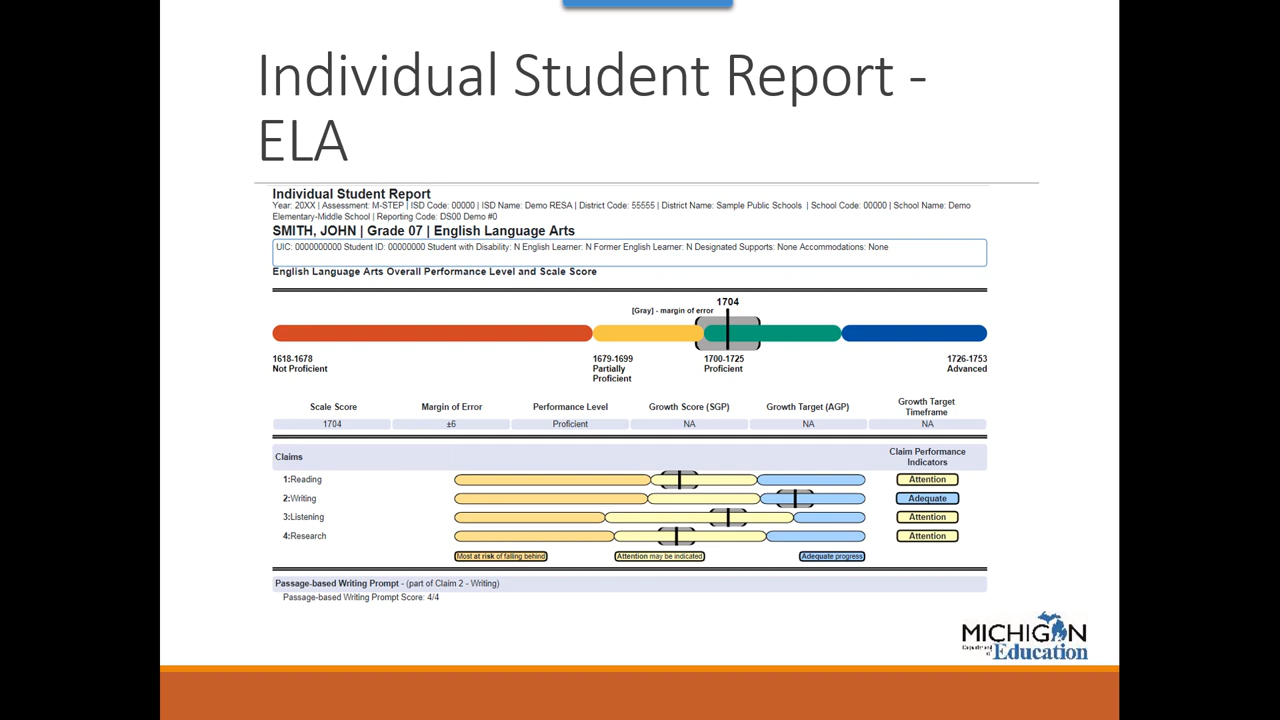 Individual Student Report -
ELA
Individual Student Report
Year: 20XX | Assessment: M-STEP | ISD Code: 00000 | ISD Name: Demo RESA | District Code: 55555 | District Name: Sample Public Schools | School Code: 00000 | School Name: Demo
Elementary-Middle School | Reporting Code: DS00 Demo #0
SMITH, JOHN | Grade 07 | English Language Arts
UIC: 0000000000 Student ID: 00000000 Student with Disability: N English Learner: N Former English Learner: N Designated Supports: None Accommodations: None
English Language Arts Overall Performance Level and Scale Score
1704
[Gray] - margin of error
1618-1678 1679-1699 1700-1725 1726-1753
Not Proficient Partially Proficient Advanced
Proficient
Growth Target
Scale Score Margin of Error Performance Level Growth Score (SGP) Growth Target (AGP) Timeframe
1704 ±6 Proficient NA NA NA
Claims Claim Performance
Indicators
1:Reading Attention
2:Writing Adequate
3:Listening Attention
4:Research Attention
Most at risk of falling behind Attention may be indicated Adequate progress
Passage-based Writing Prompt - (part of Claim 2 - Writing)
Passage-based Writing Prompt Score: 4/4
MICHIGAN
Department
of Education